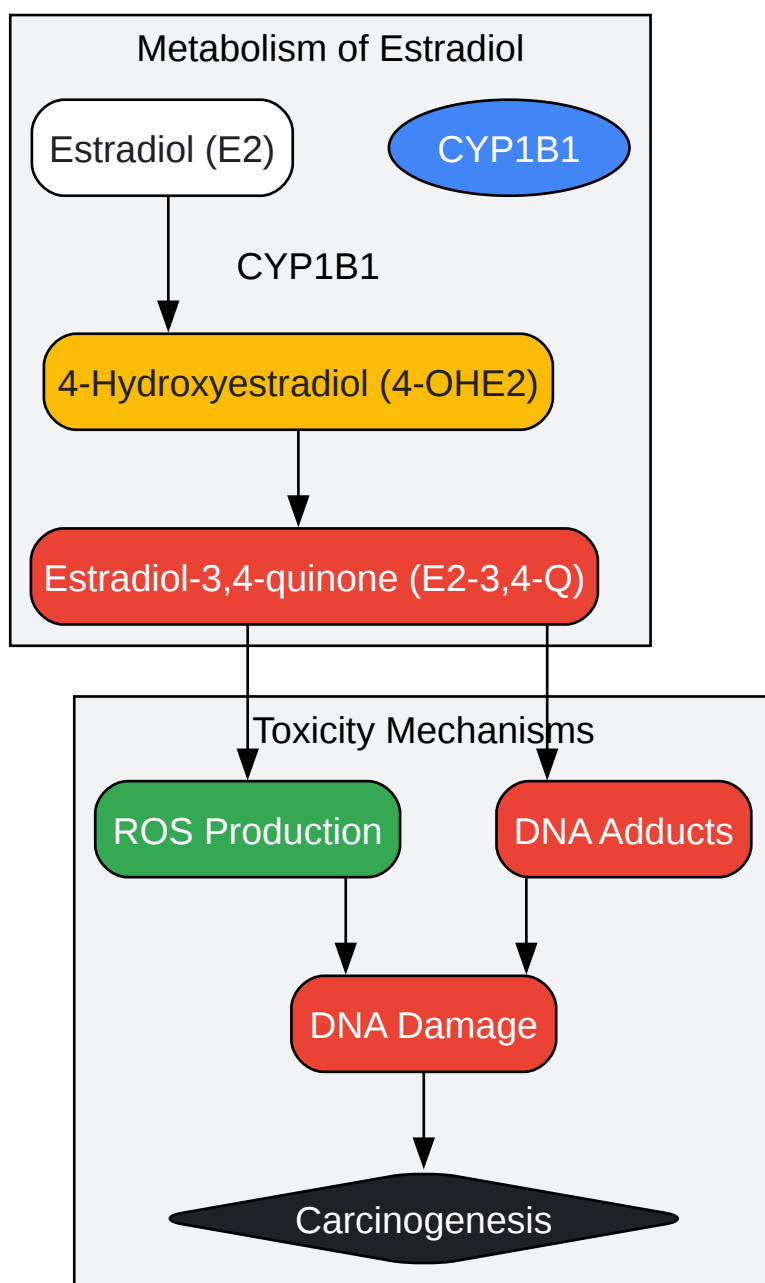 Metabolism of Estradiol
Estradiol (E2)
CYP1B1
CYP1B1
4-Hydroxyestradiol (4-OHE2)
Estradiol-3,4-quinone (E2-3,4-Q)
Toxicity Mechanisms
ROS Production
DNA Adducts
DNA Damage
Carcinogenesis